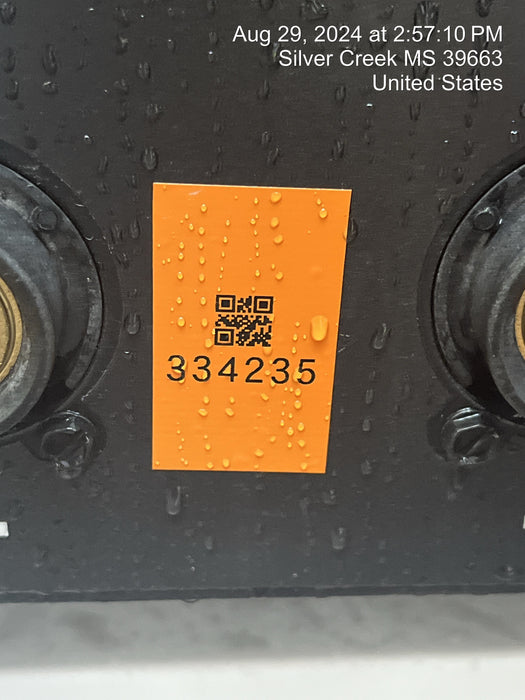 Aug 29, 2024 at 2:57:10 PM
Silver Creek MS 39663
United States
334235